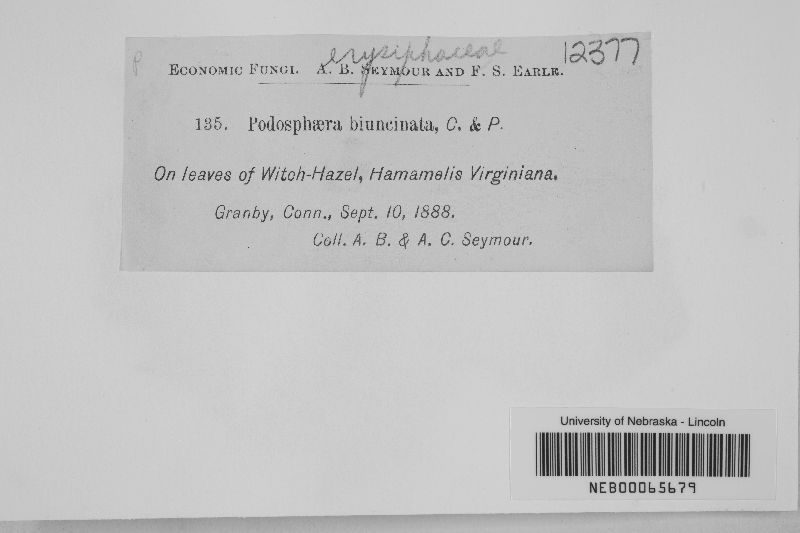 P
erysiphaceae
12377
Economic Fungi. A. B. Seymour and F. S. Earle.
135. Podosphæra biuncinata, C. & P.
On leaves of Witch-Hazel, Hamamelis Virginiana.
Granby, Conn., Sept. 10, 1888.
Coll. A. B. & A. C. Seymour.
University of Nebraska - Lincoln
NEB00065679